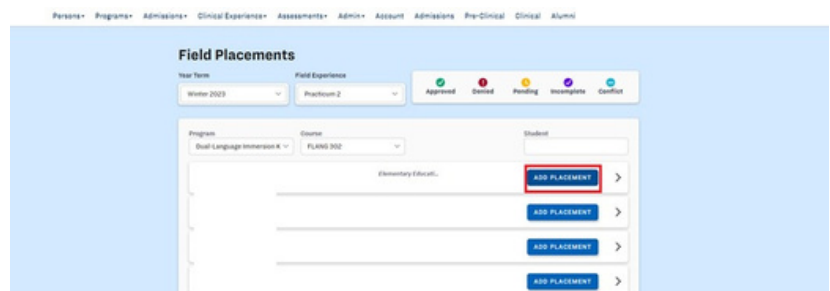 Persons Programs Admissions Clinical Experience Assessments Admin Account Admissions Pre-Clinical Clinical Alumni
Field Placements
Year Term Field Experience
Winter 2023 Practicum 2
Approved Denied Pending Incomplete Conflict
Program Course Student
Dual-Language Immersion K FLANG 302
Elementary Educati...
ADD PLACEMENT
ADD PLACEMENT
ADD PLACEMENT
ADD PLACEMENT